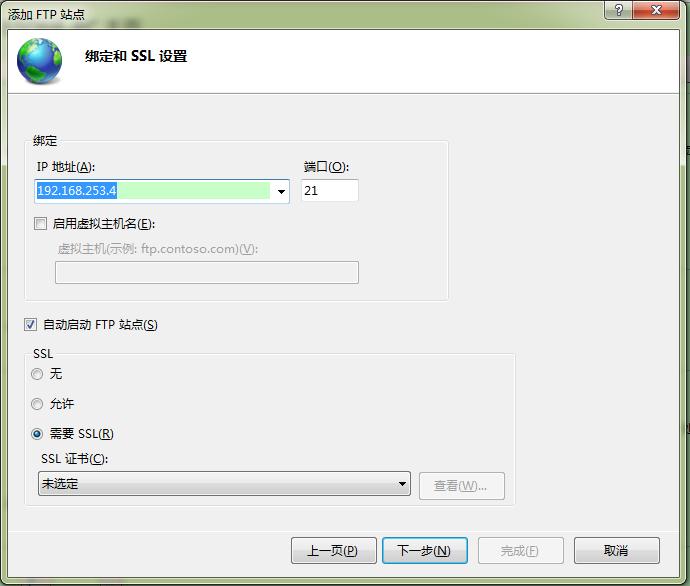 添加 FTP 站点
绑定和 SSL 设置
绑定
IP 地址(A):
端口(O):
192.168.253.4
21
启用虚拟主机名(E):
虚拟主机(示例: ftp.contoso.com)(V):
自动启动 FTP 站点(S)
SSL
无
允许
需要 SSL(R)
SSL 证书(C):
未选定
查看(W)...
上一页(P)
下一步(N)
完成(F)
取消